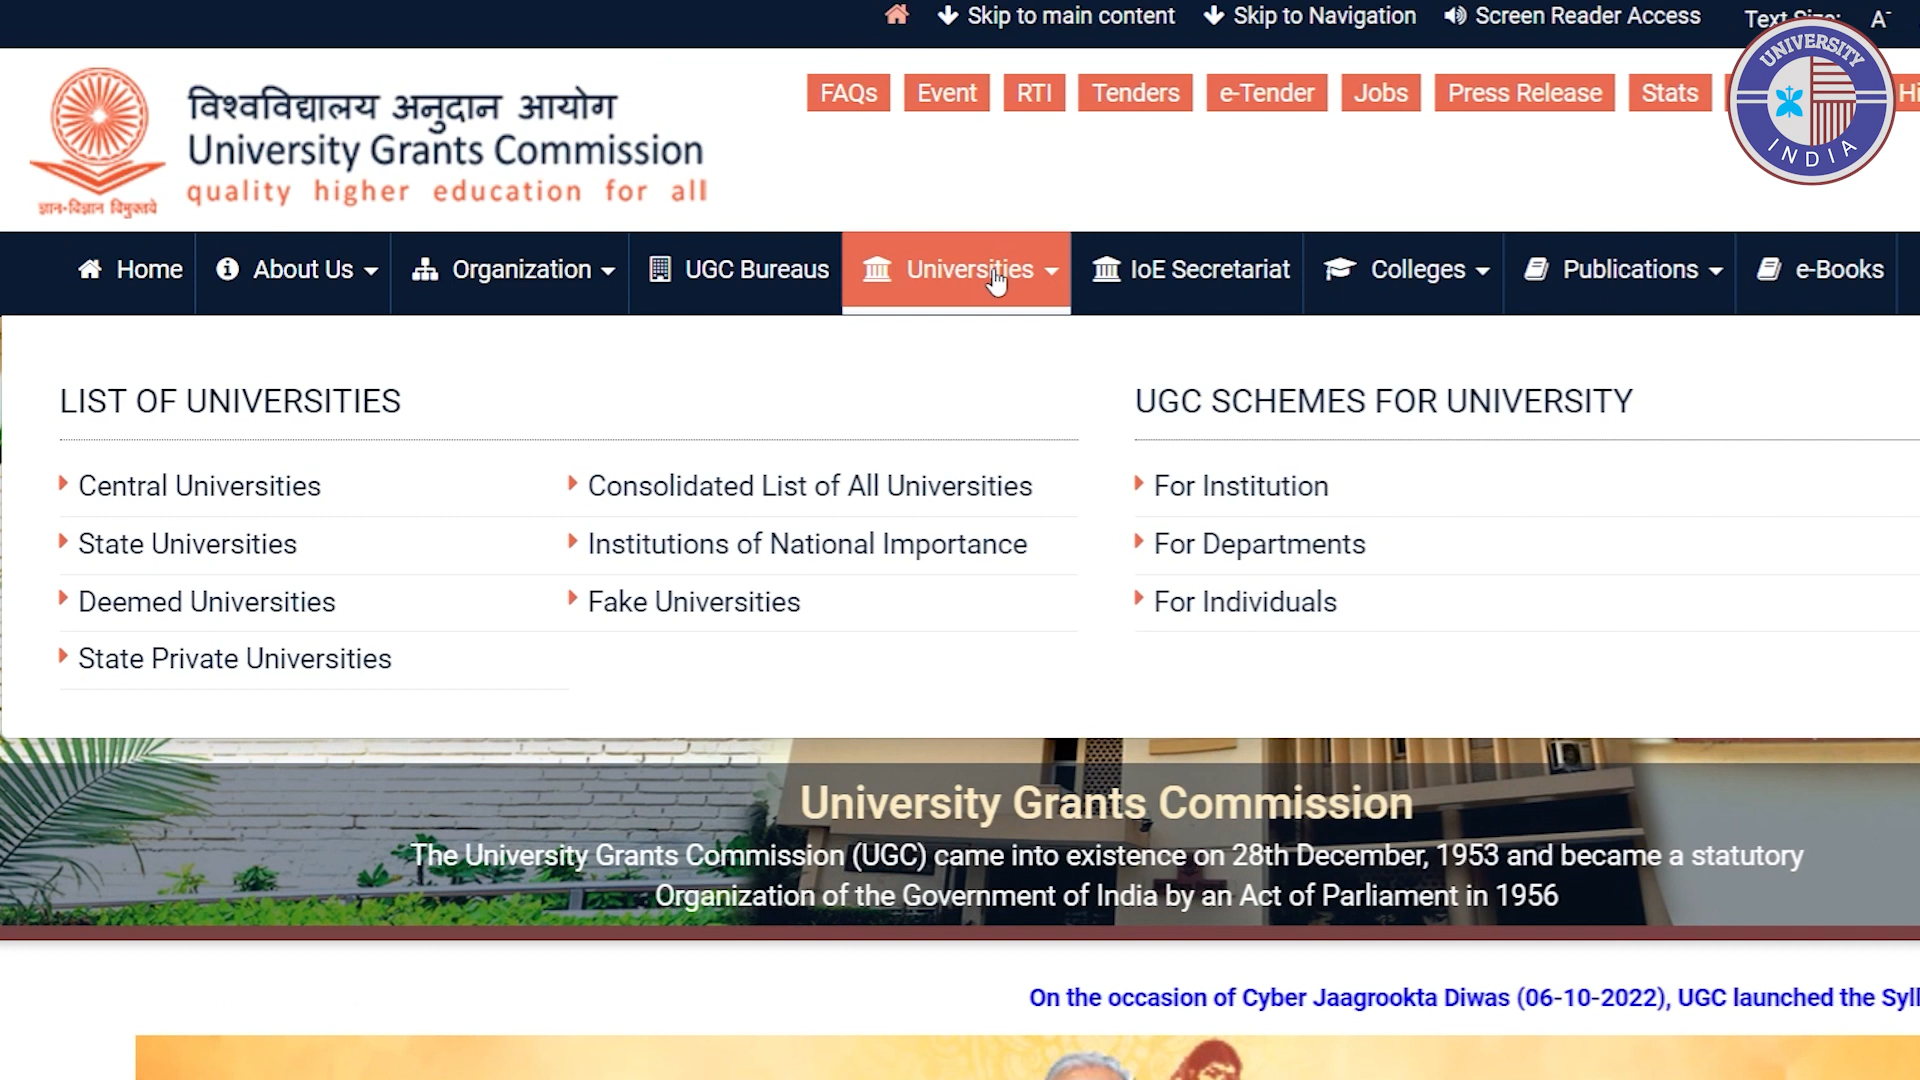 Skip to main content
Skip to Navigation
Screen Reader Access
Text Size:
A-
UNIVERSITY
INDIA
विश्वविद्यालय अनुदान आयोग
University Grants Commission
quality higher education for all
ज्ञान-विज्ञान विमुक्तये
FAQs
Event
RTI
Tenders
e-Tender
Jobs
Press Release
Stats
Hi
Home
About Us
Organization
UGC Bureaus
Universities
IoE Secretariat
Colleges
Publications
e-Books
LIST OF UNIVERSITIES
Central Universities
State Universities
Deemed Universities
State Private Universities
Consolidated List of All Universities
Institutions of National Importance
Fake Universities
UGC SCHEMES FOR UNIVERSITY
For Institution
For Departments
For Individuals
University Grants Commission
The University Grants Commission (UGC) came into existence on 28th December, 1953 and became a statutory
Organization of the Government of India by an Act of Parliament in 1956
On the occasion of Cyber Jaagrookta Diwas (06-10-2022), UGC launched the Syll